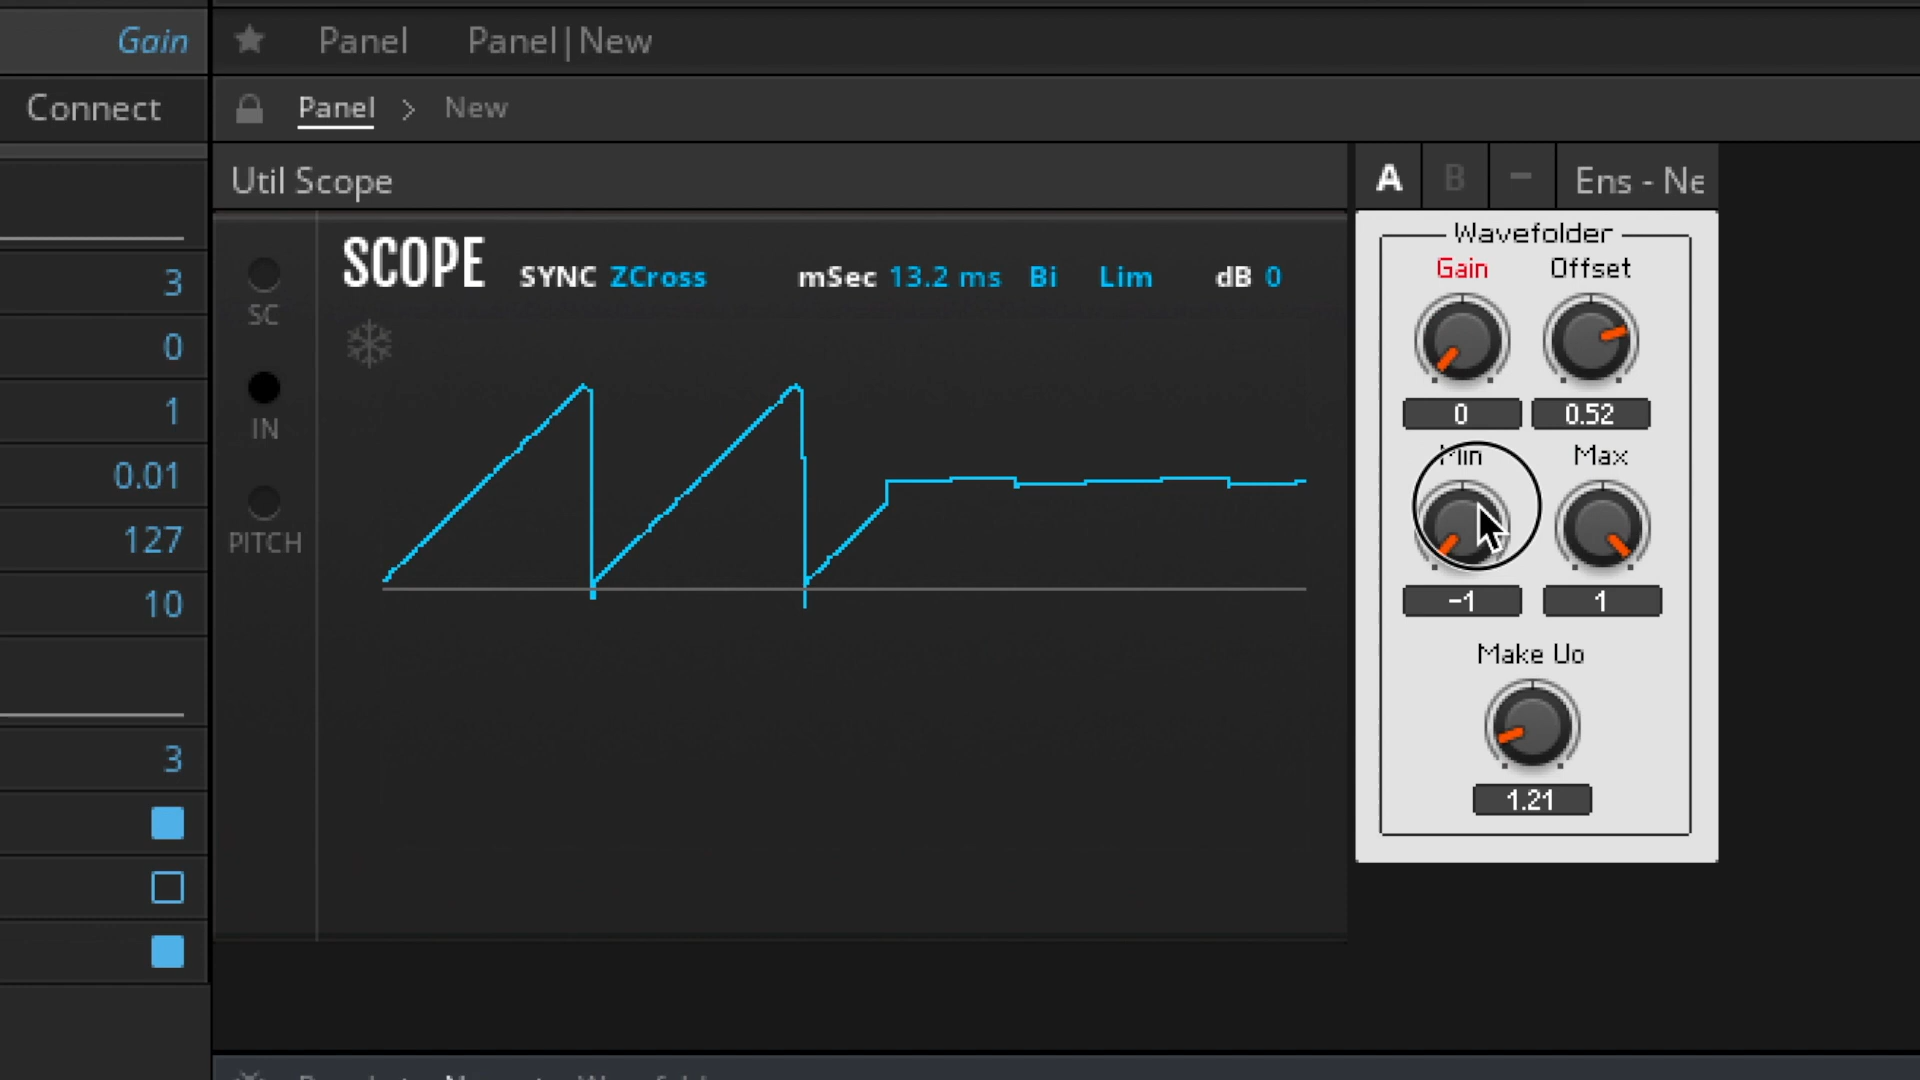 Gain
Panel
Panel|New
Connect
Panel > New
Util Scope
A B – Ens - Ne
SCOPE SYNC ZCross mSec 13.2 ms Bi Lim dB 0
SC
IN
PITCH
3
0
1
0.01
127
10
3
Wavefolder
Gain Offset
0 0.52
Min Max
-1 1
Make Up
1.21